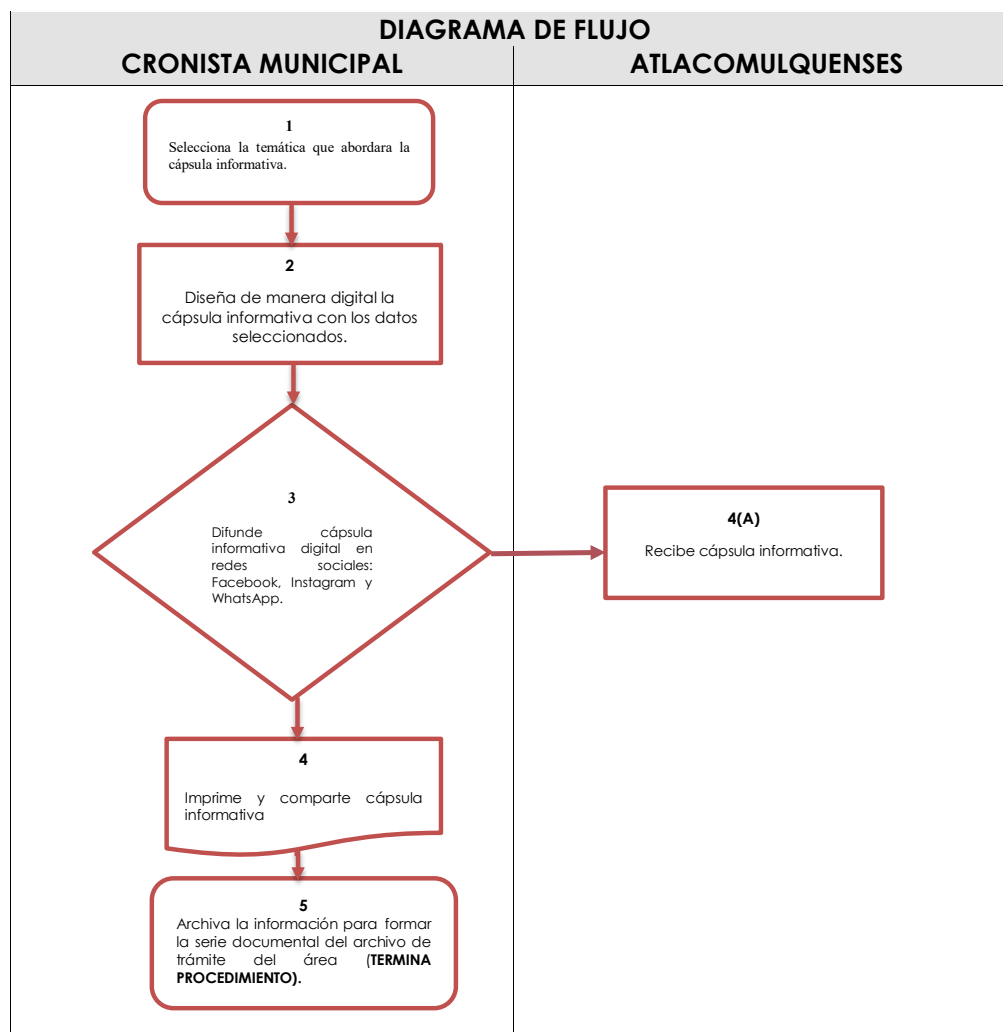 DIAGRAMA DE FLUJO
CRONISTA MUNICIPAL
ATLACOMULQUENSES
1
Selecciona la temática que abordara la
cápsula informativa.
2
Diseña de manera digital la
cápsula informativa con los datos
seleccionados.
3
Difunde cápsula
informativa digital en
redes sociales:
Facebook, Instagram y
WhatsApp.
4(A)
Recibe cápsula informativa.
4
Imprime y comparte cápsula
informativa
5
Archiva la información para formar
la serie documental del archivo de
trámite del área (TERMINA
PROCEDIMIENTO).